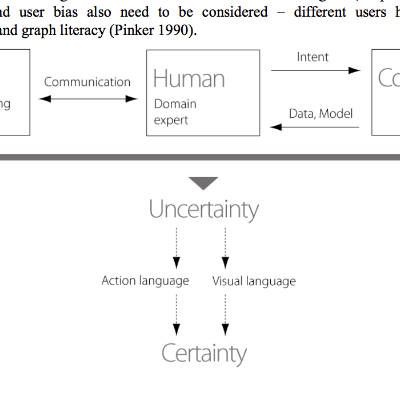 nd user bias also need to be considered – different users h
and graph literacy (Pinker 1990).
Intent
Communication
Human
Co
ng
Domain
expert
Data, Model
Uncertainty
Action language
Visual language
Certainty